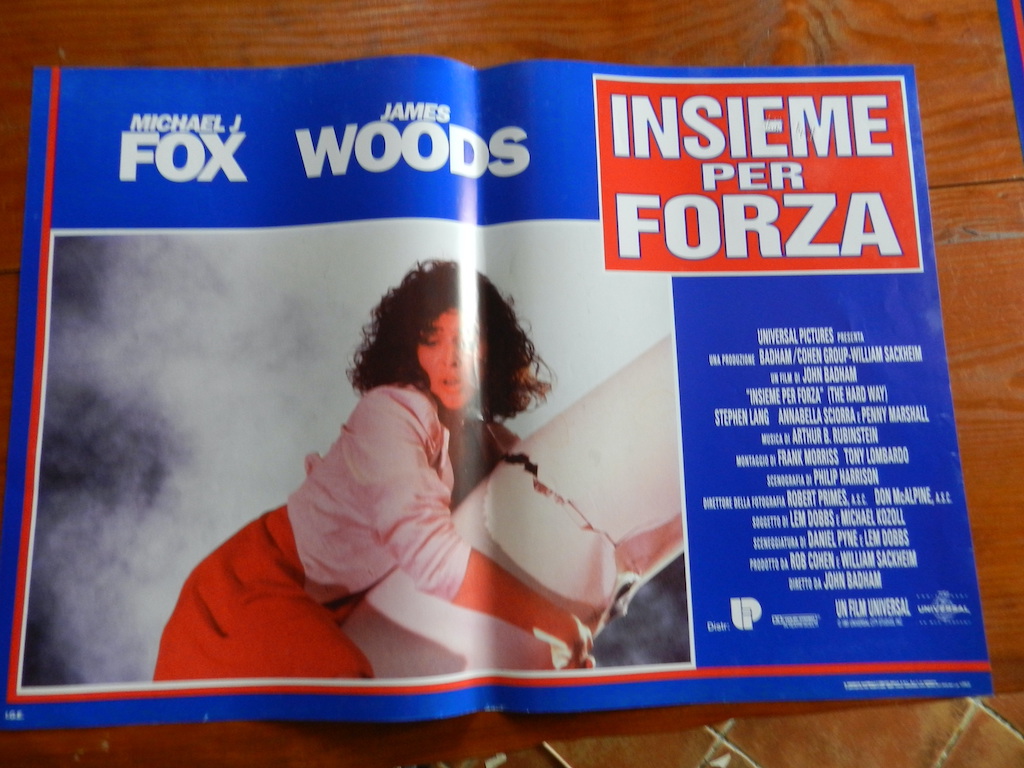 MICHAEL J
FOX
JAMES
WOODS
INSIEME
PER
FORZA
UNIVERSAL PICTURES PRESENTA
UNA PRODUZIONE BADHAM/COHEN GROUP-WILLIAM SACKHEIM
UN FILM DI JOHN BADHAM
"INSIEME PER FORZA" (THE HARD WAY)
STEPHEN LANG ANNABELLA SCIORRA E PENNY MARSHALL
MUSICA DI ARTHUR B. RUBINSTEIN
MONTAGGIO DI FRANK MORRISS TONY LOMBARDO
SCENOGRAFIA DI PHILIP HARRISON
DIRETTORE DELLA FOTOGRAFIA ROBERT PRIMES, A.S.C. DON McALPINE, A.S.C.
SOGGETTO DI LEM DOBBS E MICHAEL KOZOLL
SCENEGGIATURA DI DANIEL PYNE E LEM DOBBS
PRODOTTO DA ROB COHEN E WILLIAM SACKHEIM
DIRETTO DA JOHN BADHAM
Distr. UIP
UN FILM UNIVERSAL
UNIVERSAL